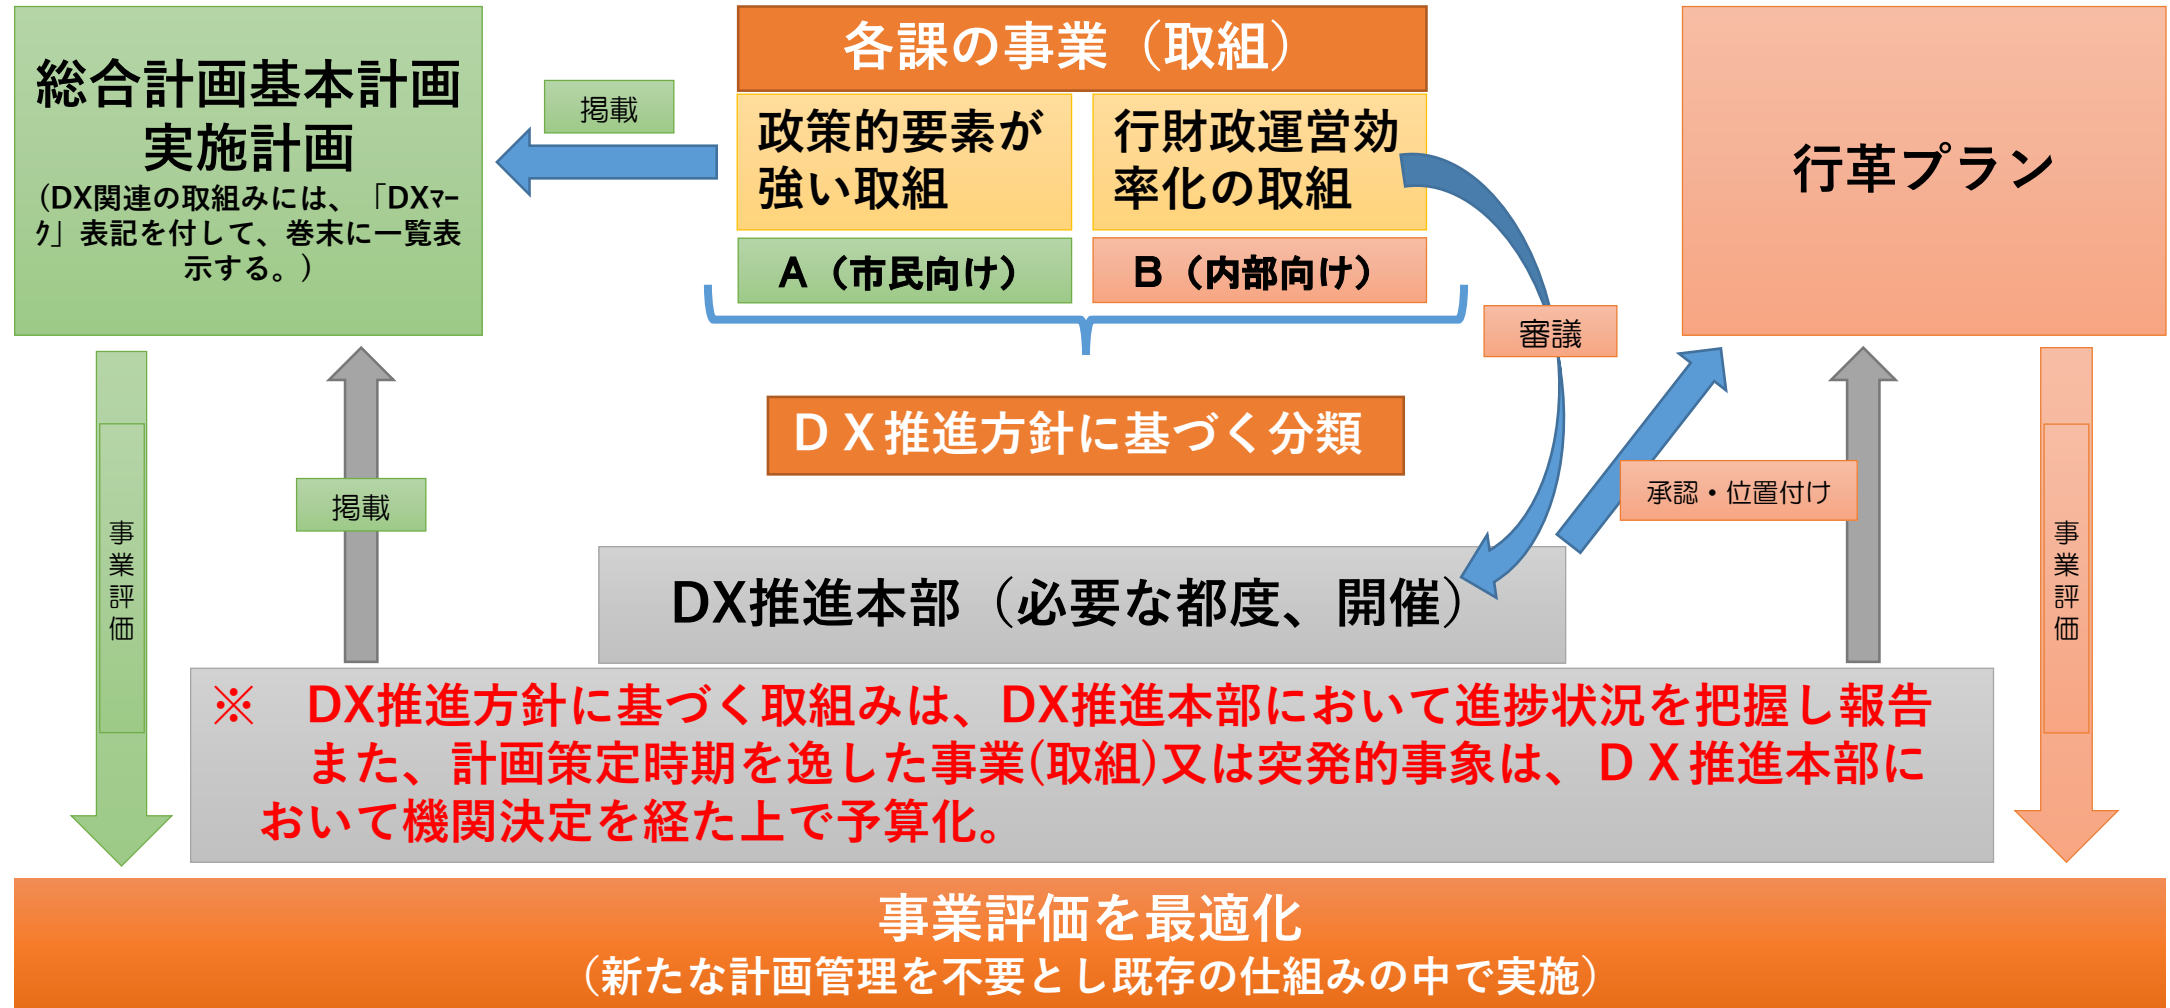 総合計画基本計画
実施計画
（DX関連の取組みには、「DXﾏｰ
ｸ」表記を付して、巻末に一覧表
示する。）
掲載
各課の事業（取組）
政策的要素が
強い取組
行財政運営効
率化の取組
Ａ（市民向け）
Ｂ（内部向け）
行革プラン
審議
ＤＸ推進方針に基づく分類
掲載
承認・位置付け
事業評価
事業評価
DX推進本部（必要な都度、開催）
※　DX推進方針に基づく取組みは、DX推進本部において進捗状況を把握し報告
また、計画策定時期を逸した事業(取組)又は突発的事象は、ＤＸ推進本部に
おいて機関決定を経た上で予算化。
事業評価を最適化
（新たな計画管理を不要とし既存の仕組みの中で実施）